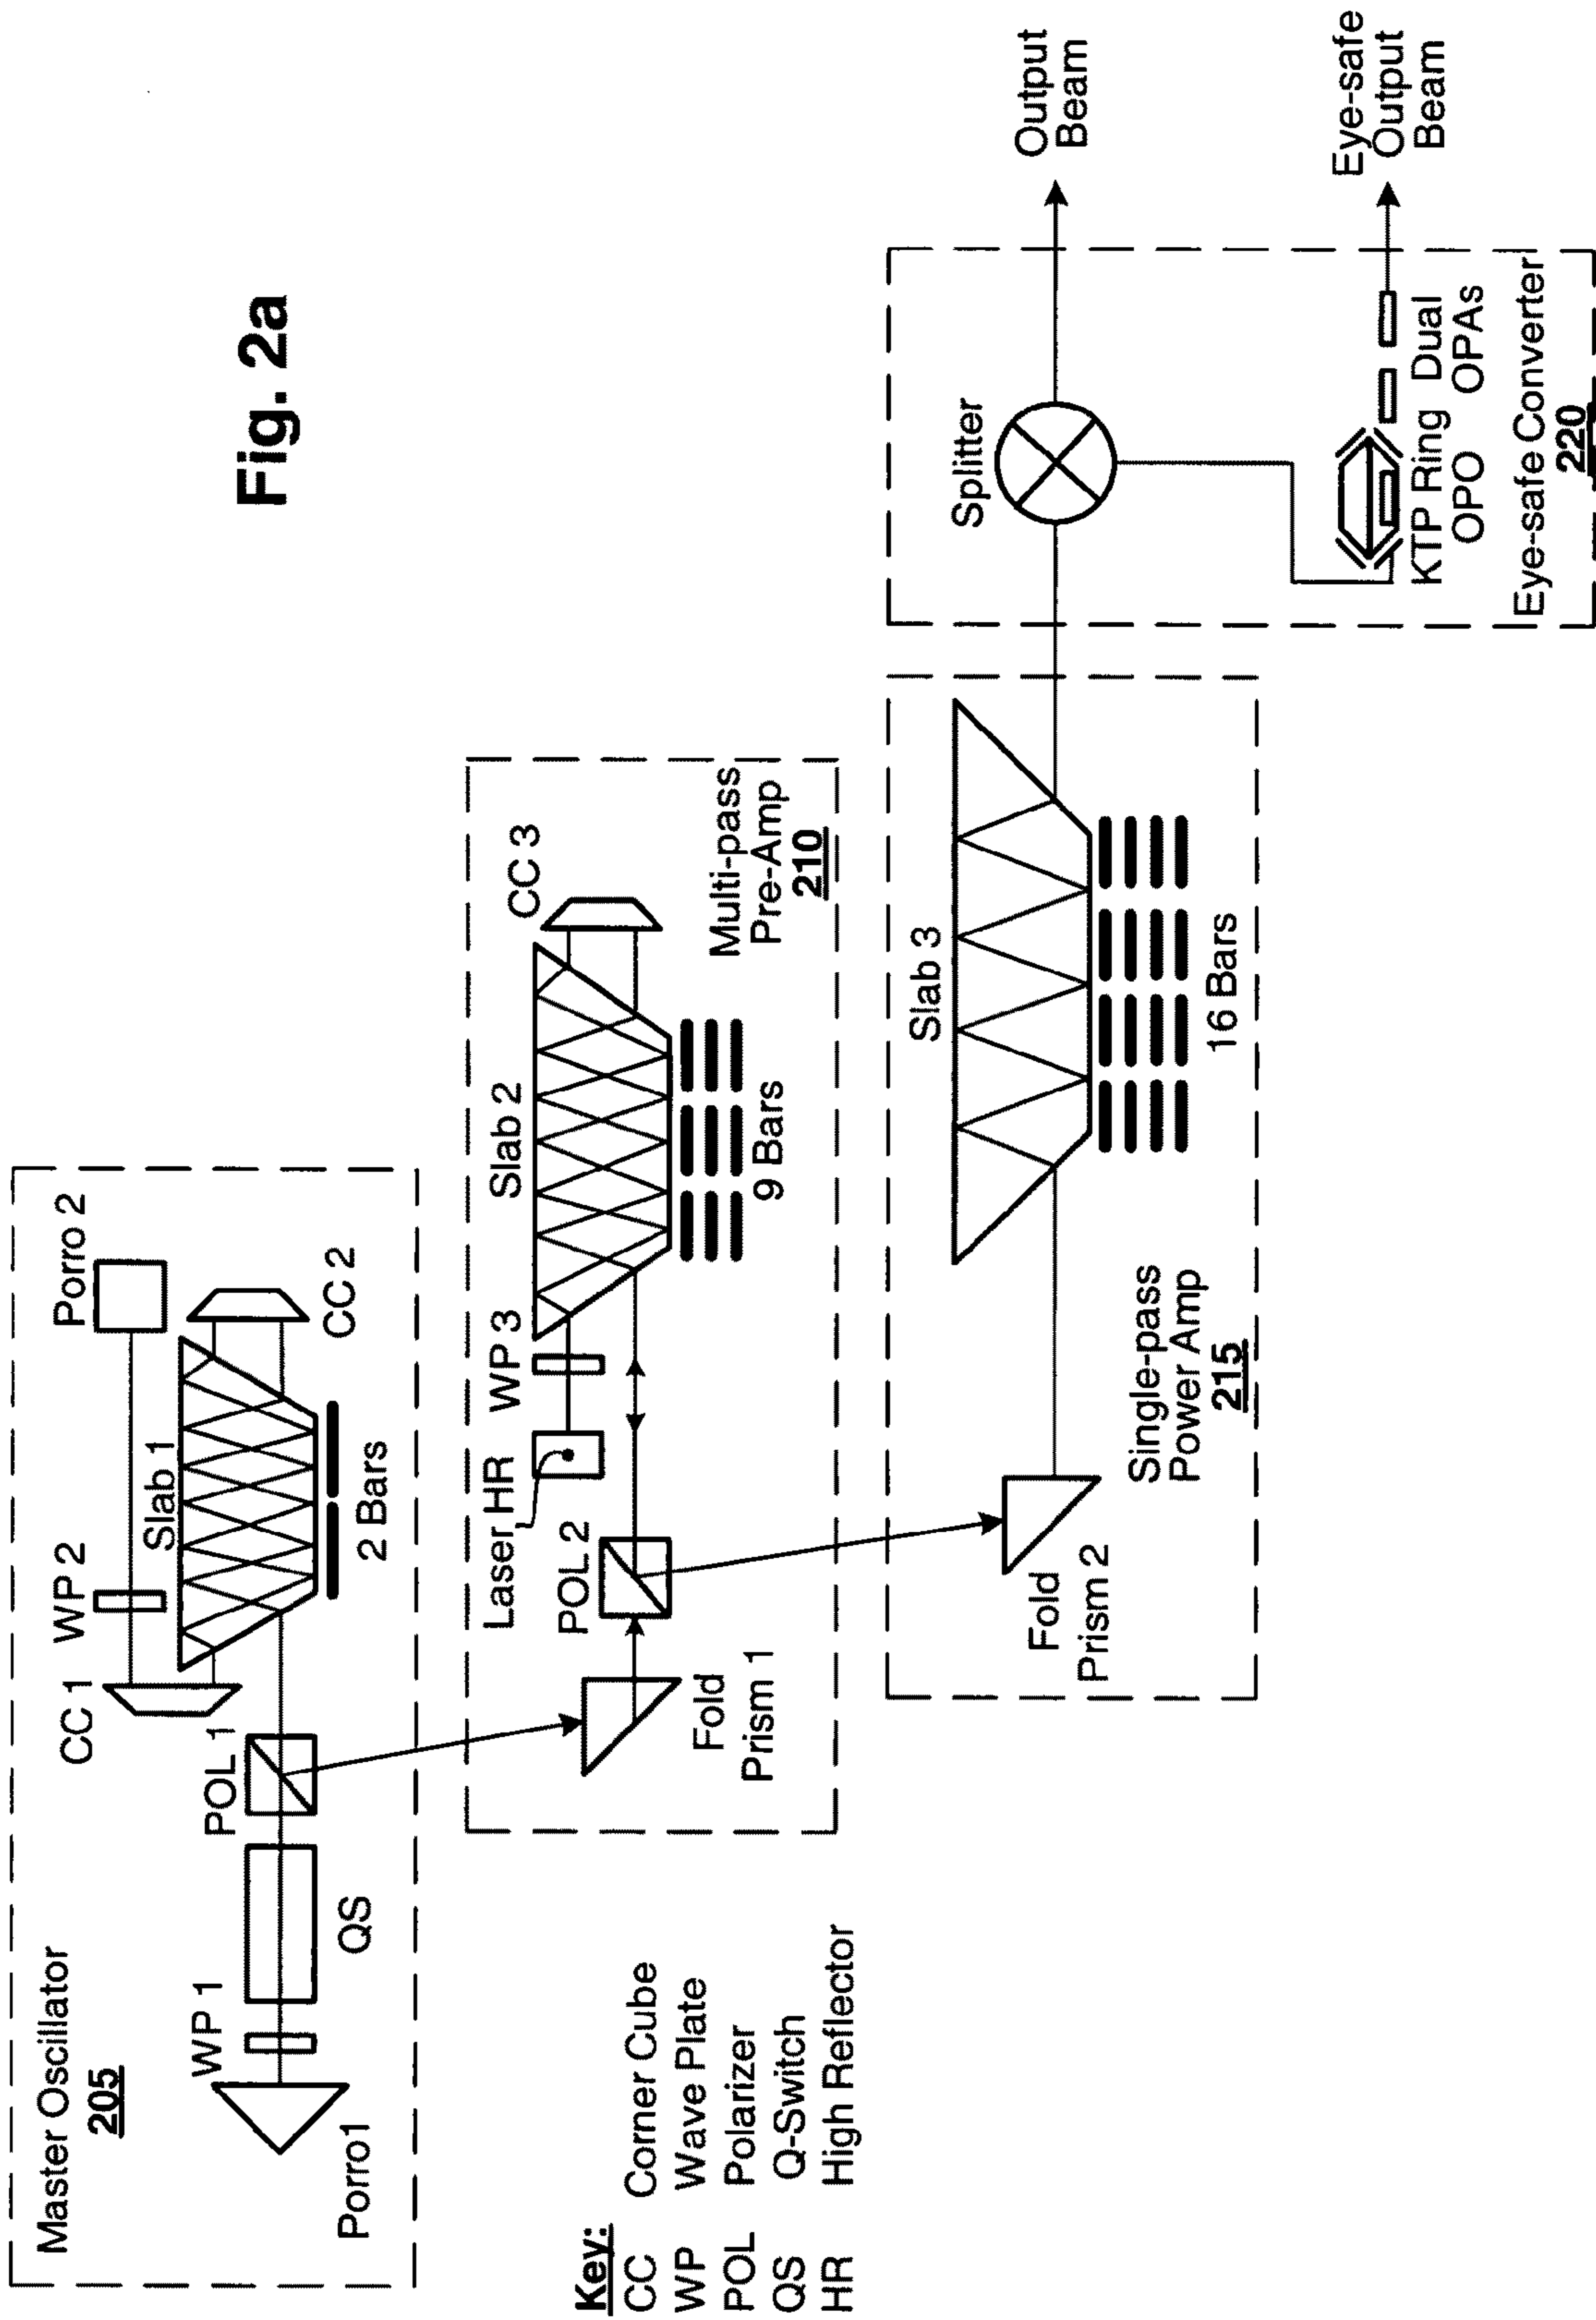 Fig. 2a
Master Oscillator
205
Porro1
WP 1
QS
POL 1
CC 1
WP 2
Slab 1
2 Bars
Porro 2
CC 2
Key:
CC Corner Cube
WP Wave Plate
POL Polarizer
QS Q-Switch
HR High Reflector
Fold
Prism 1
POL 2
Laser HR
WP 3
Slab 2
9 Bars
CC 3
Multi-pass
Pre-Amp
210
Fold
Prism 2
Single-pass
Power Amp
215
Slab 3
16 Bars
Splitter
KTP Ring Dual
OPO OPAs
Eye-safe Converter
220
Output
Beam
Eye-safe
Output
Beam